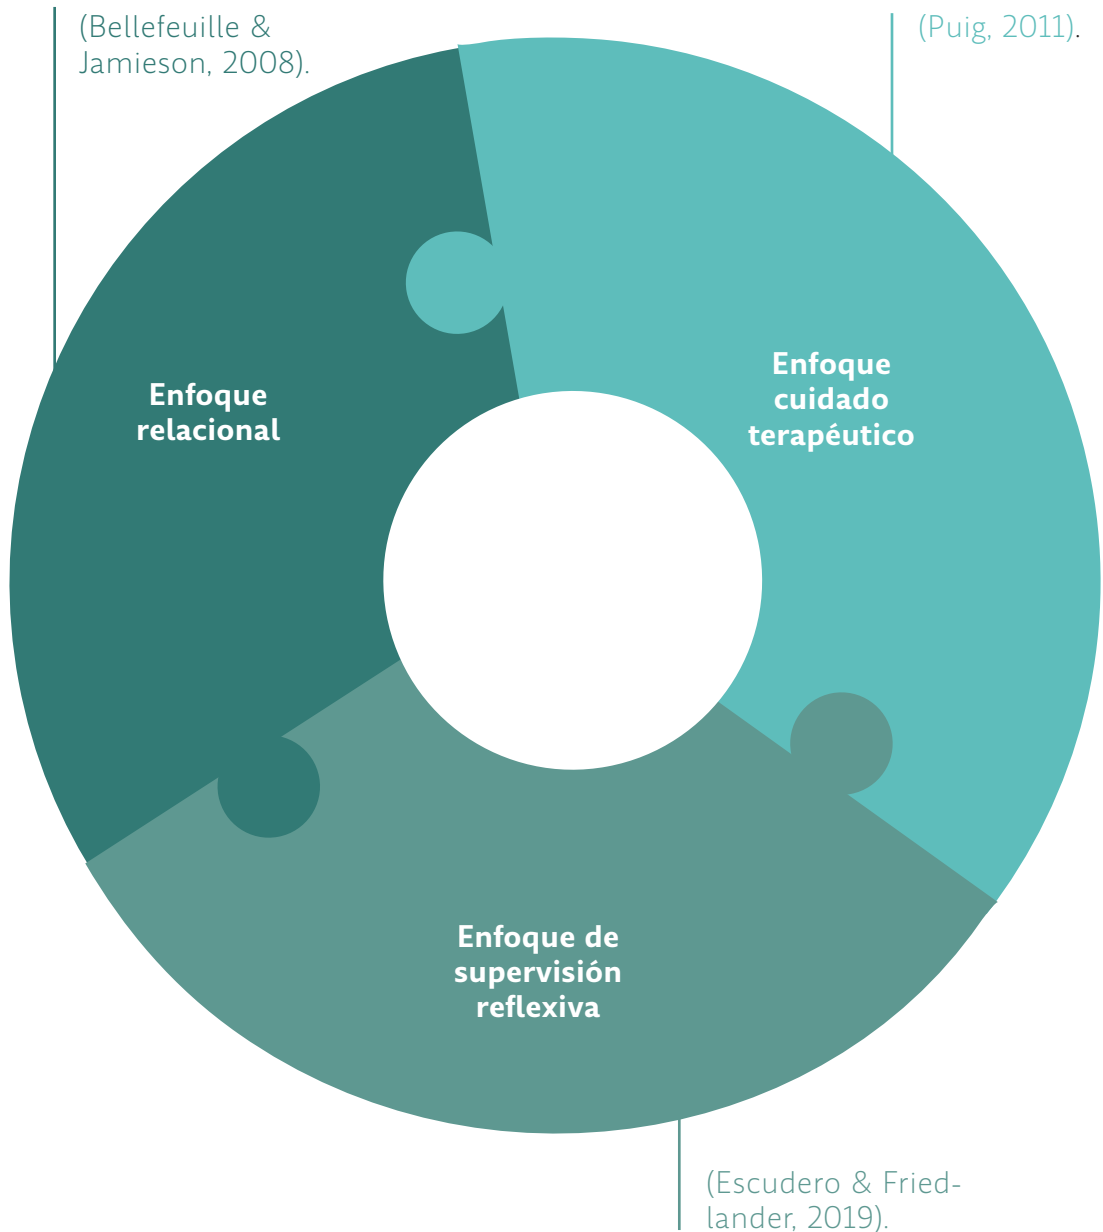 (Bellefeuille &
Jamieson, 2008).
(Puig, 2011).
Enfoque
relacional
Enfoque
cuidado
terapéutico
Enfoque de
supervisión
reflexiva
(Escudero & Fried-
lander, 2019).